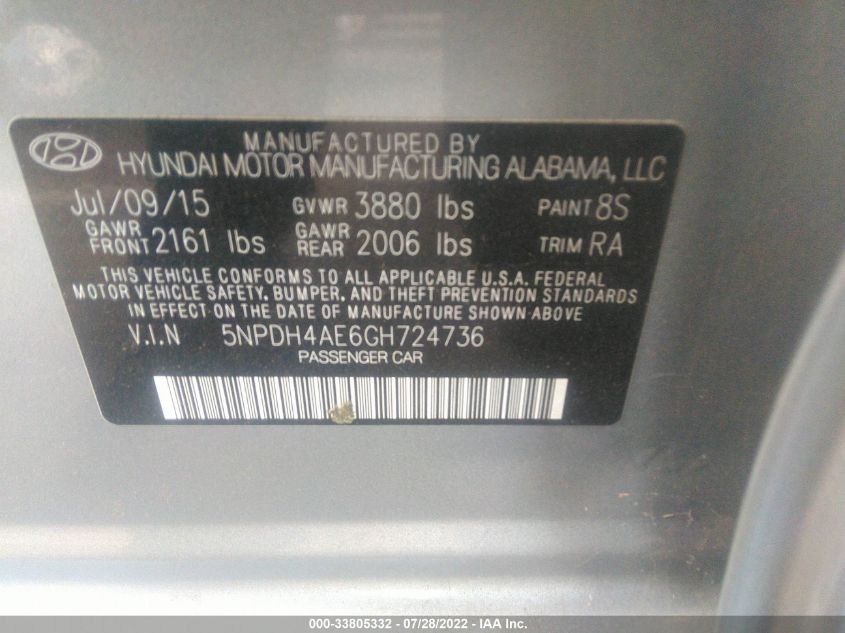 MANUFACTURED BY
HYUNDAI MOTOR MANUFACTURING ALABAMA, LLC
Jul/09/15 GVWR 3880 lbs PAINT 8S
GAWR FRONT 2161 lbs GAWR REAR 2006 lbs TRIM RA
THIS VEHICLE CONFORMS TO ALL APPLICABLE U.S.A. FEDERAL
MOTOR VEHICLE SAFETY, BUMPER, AND THEFT PREVENTION STANDARDS
IN EFFECT ON THE DATE OF MANUFACTURE SHOWN ABOVE
V.I.N 5NPDH4AE6GH724736
PASSENGER CAR
000-33805332 - 07/28/2022 - IAA Inc.